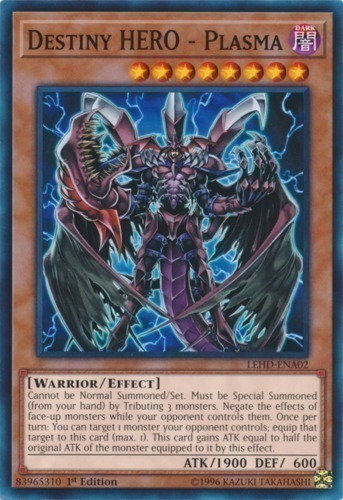 Destiny HERO - Plasma
DARK
闇
LEHD-ENA02
[Warrior/Effect]
Cannot be Normal Summoned/Set. Must be Special Summoned
(from your hand) by Tributing 3 monsters. Negate the effects of
face-up monsters while your opponent controls them. Once per
turn: You can target 1 monster your opponent controls; equip that
target to this card (max. 1). This card gains ATK equal to half the
original ATK of the monster equipped to it by this effect.
ATK/1900 DEF/ 600
83965310 1st Edition ©1996 KAZUKI TAKAHASHI